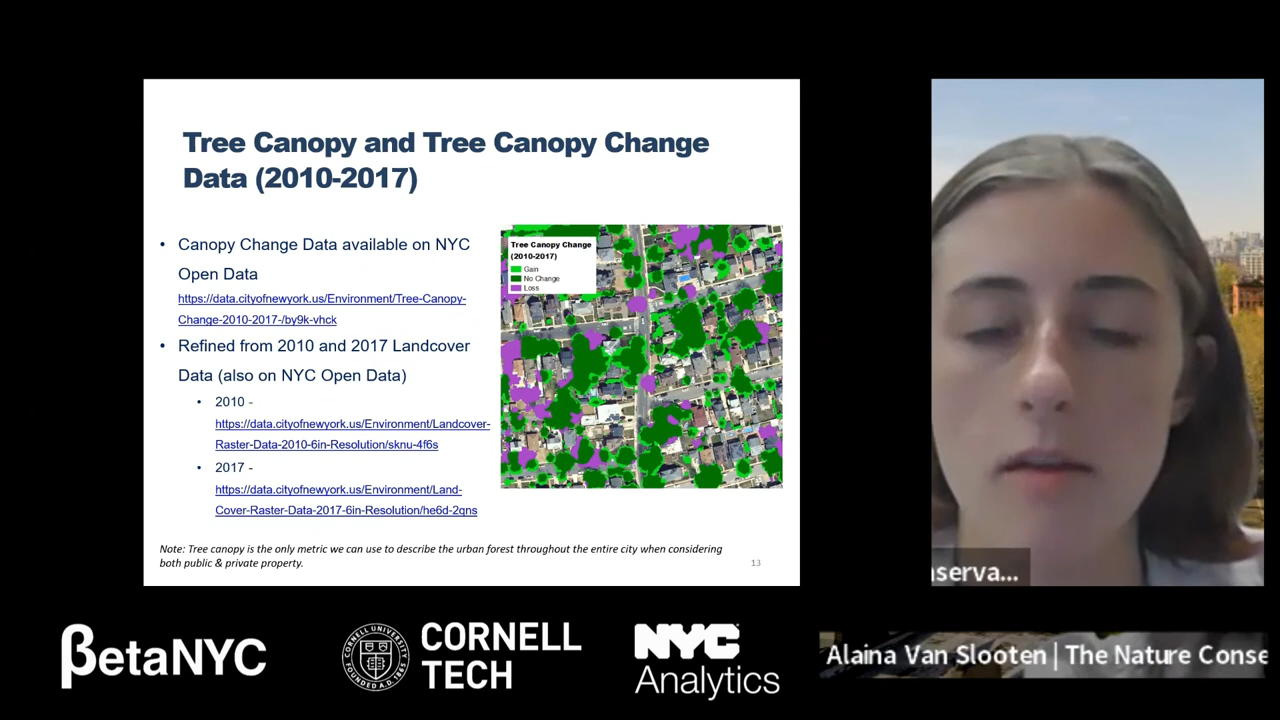 Tree Canopy and Tree Canopy Change
Data (2010-2017)
• Canopy Change Data available on NYC
Open Data
https://data.cityofnewyork.us/Environment/Tree-Canopy-
Change-2010-2017-/by9k-vhck
• Refined from 2010 and 2017 Landcover
Data (also on NYC Open Data)
• 2010 -
https://data.cityofnewyork.us/Environment/Landcover-
Raster-Data-2010-6in-Resolution/sknu-4f6s
• 2017 -
https://data.cityofnewyork.us/Environment/Land-
Cover-Raster-Data-2017-6in-Resolution/he6d-2qns
Tree Canopy Change
(2010-2017)
Gain
No Change
Loss
Note: Tree canopy is the only metric we can use to describe the urban forest throughout the entire city when considering
both public & private property.
13
nserva...
βetaNYC
CORNELL
TECH
NYC
Analytics
Alaina Van Slooten | The Nature Conse